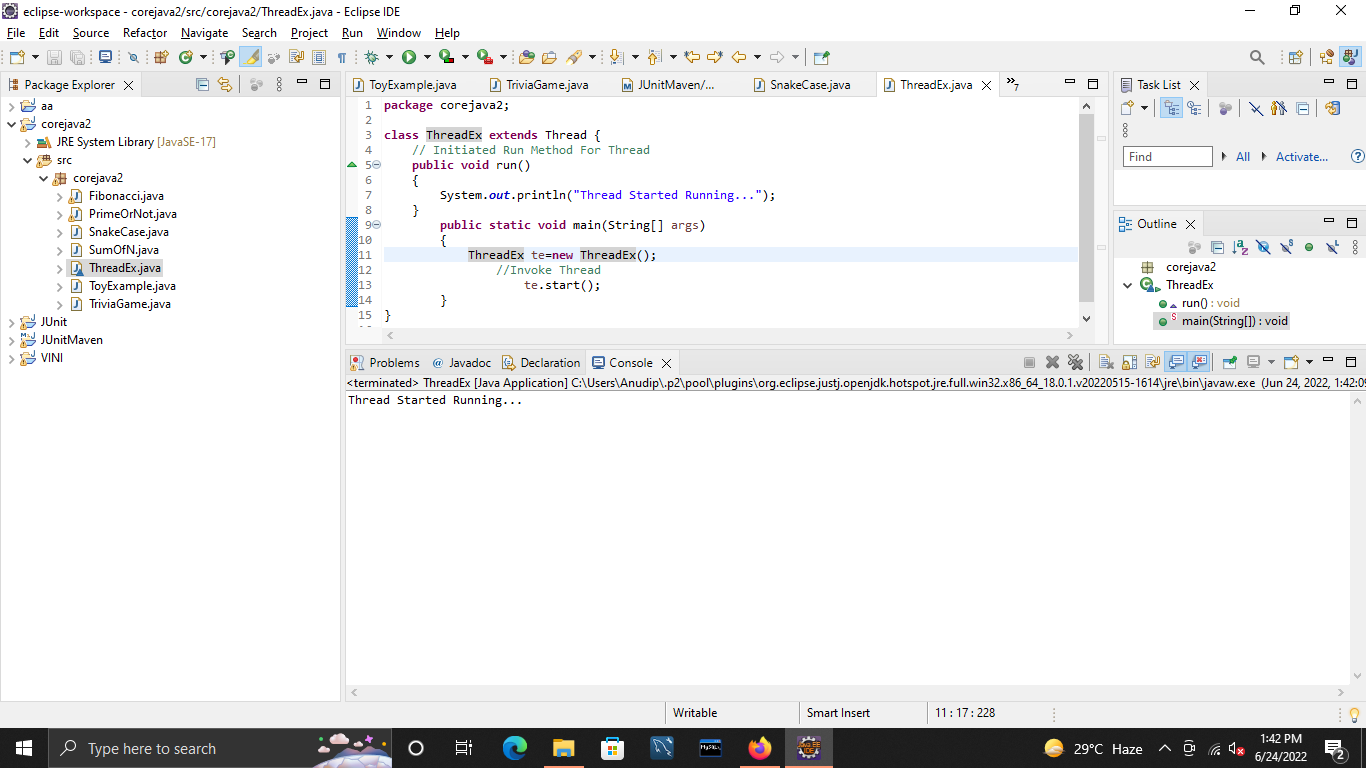 eclipse-workspace - corejava2/src/corejava2/ThreadEx.java - Eclipse IDE
File Edit Source Refactor Navigate Search Project Run Window Help
Package Explorer
aa
corejava2
JRE System Library [JavaSE-17]
src
corejava2
Fibonacci.java
PrimeOrNot.java
SnakeCase.java
SumOfN.java
ThreadEx.java
ToyExample.java
TriviaGame.java
JUnit
JUnitMaven
VINI
ToyExample.java TriviaGame.java JUnitMaven/... SnakeCase.java ThreadEx.java 7
1 package corejava2;
2
3 class ThreadEx extends Thread {
4 // Initiated Run Method For Thread
5 public void run()
6 {
7 System.out.println("Thread Started Running...");
8 }
9 public static void main(String[] args)
10 {
11 ThreadEx te=new ThreadEx();
12 //Invoke Thread
13 te.start();
14 }
15 }
Task List
Find All Activate...
Outline
corejava2
ThreadEx
run() : void
main(String[]) : void
Problems @ Javadoc Declaration Console
<terminated> ThreadEx [Java Application] C:\Users\Anudip\.p2\pool\plugins\org.eclipse.justj.openjdk.hotspot.jre.full.win32.x86_64_18.0.1.v20220515-1614\jre\bin\javaw.exe (Jun 24, 2022, 1:42:09
Thread Started Running...
Writable Smart Insert 11 : 17 : 228
Type here to search
MySQL
Java EE
IDE
29°C Haze
1:42 PM
6/24/2022
2